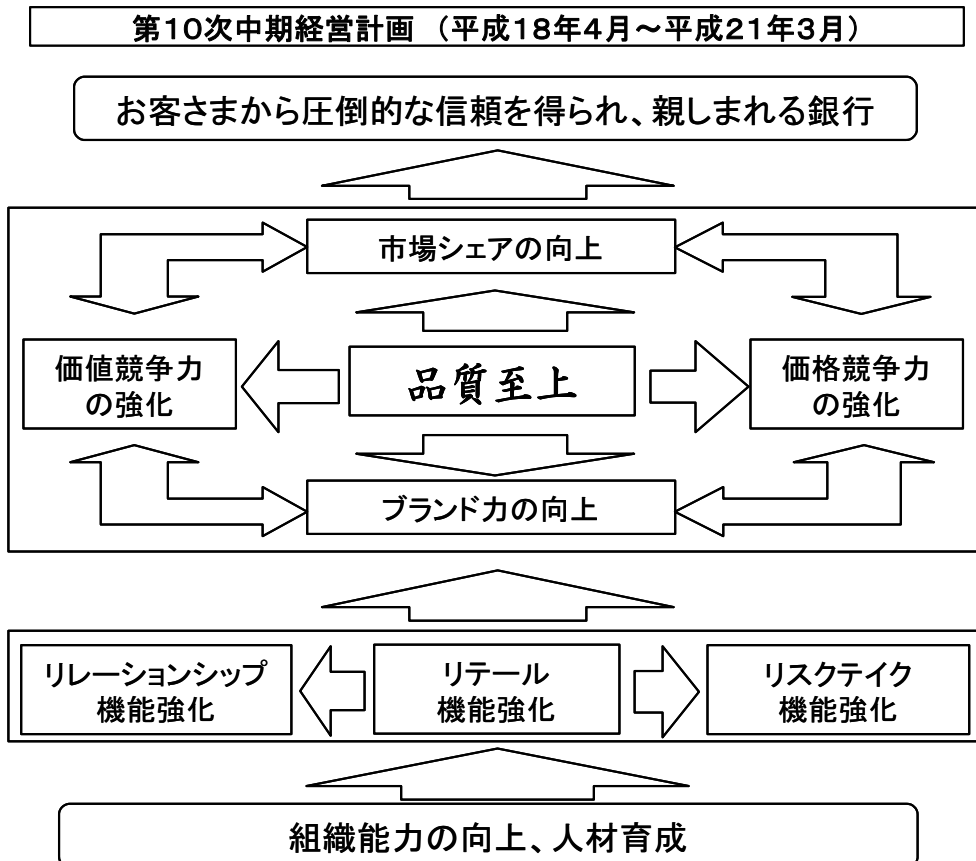 第10次中期経営計画 （平成18年4月～平成21年3月）
お客さまから圧倒的な信頼を得られ、親しまれる銀行
市場シェアの向上
価値競争力
の強化
品質至上
価格競争力
の強化
ブランド力の向上
リレーションシップ
機能強化
リテール
機能強化
リスクテイク
機能強化
組織能力の向上、人材育成